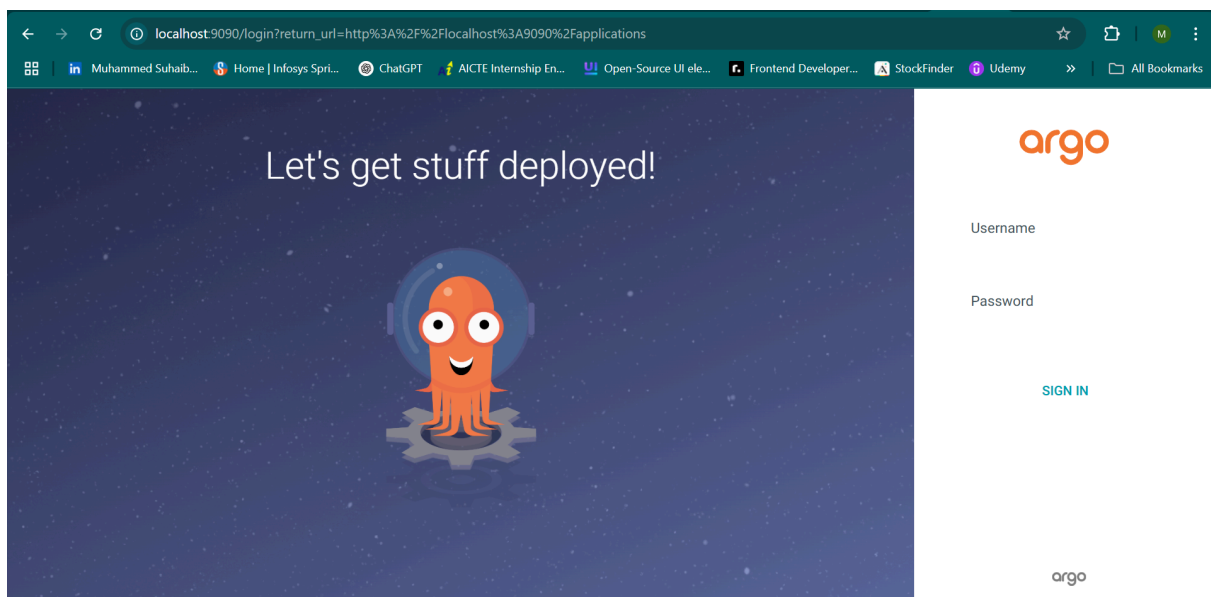 localhost:9090/login?return_url=http%3A%2F%2Flocalhost%3A9090%2Fapplications
M
in Muhammed Suhaib... Home | Infosys Spri... ChatGPT AICTE Internship En... UI Open-Source UI ele... r. Frontend Developer... StockFinder Udemy » All Bookmarks
Let's get stuff deployed!
argo
Username
Password
SIGN IN
argo